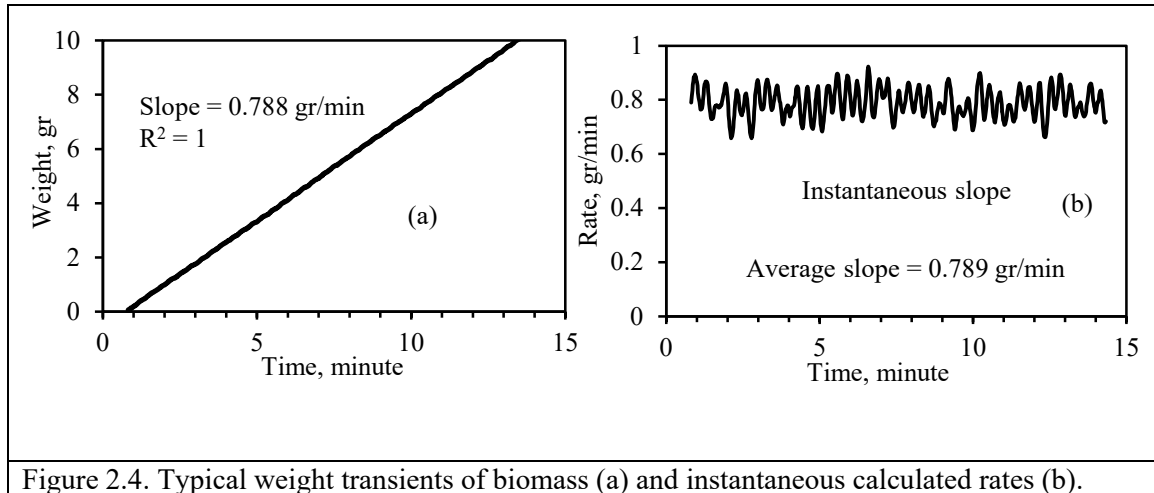 10
8
6
4
2
0
Weight, gr
Slope = 0.788 gr/min
R² = 1
(a)
0 5 10 15
Time, minute
1
0.8
0.6
0.4
0.2
0
Rate, gr/min
Instantaneous slope
(b)
Average slope = 0.789 gr/min
0 5 10 15
Time, minute
Figure 2.4. Typical weight transients of biomass (a) and instantaneous calculated rates (b).